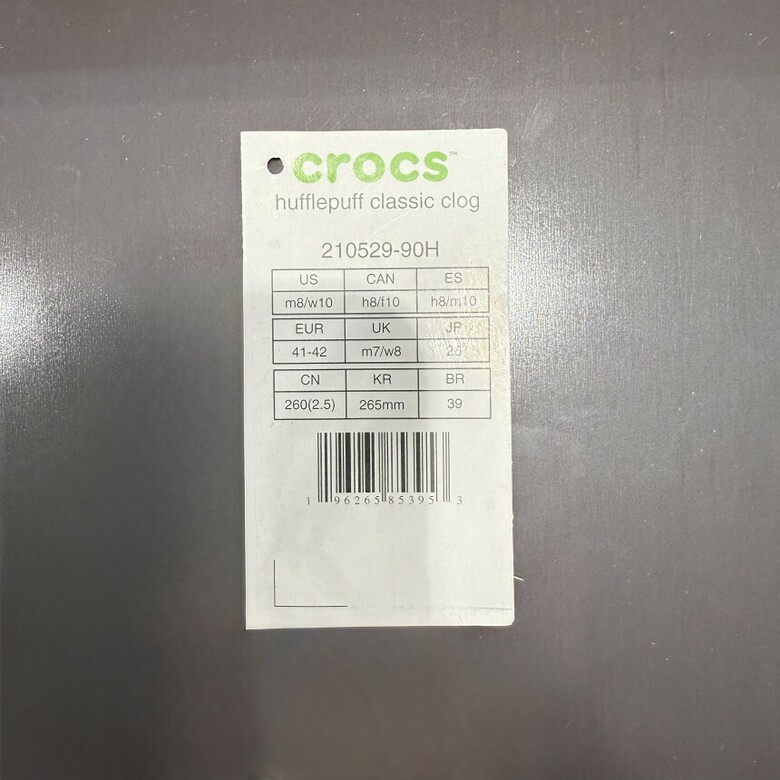 crocs™
hufflepuff classic clog
210529-90H
US CAN ES
m8/w10 h8/f10 h8/m10
EUR UK JP
41-42 m7/w8 26
CN KR BR
260(2.5) 265mm 39
1 96265 85395 3